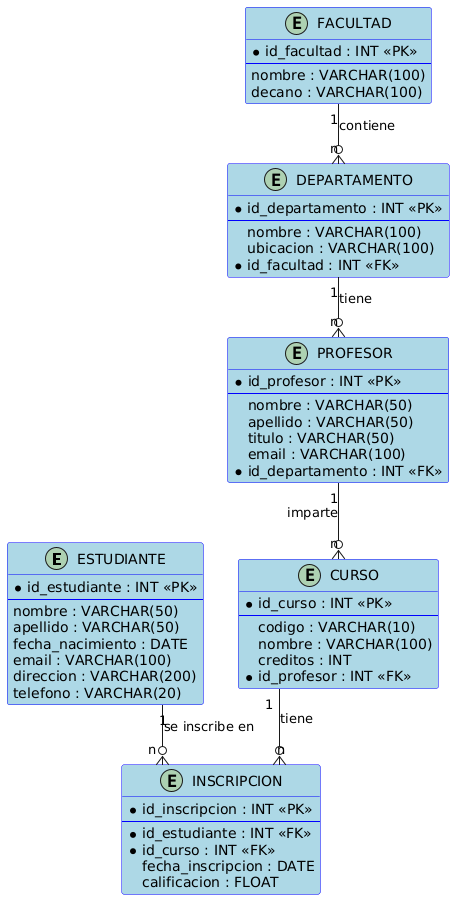 E FACULTAD
* id_facultad : INT «PK»
nombre : VARCHAR(100)
decano : VARCHAR(100)
1
contiene
n
E DEPARTAMENTO
* id_departamento : INT «PK»
nombre : VARCHAR(100)
ubicacion : VARCHAR(100)
* id_facultad : INT «FK»
1
tiene
n
E PROFESOR
* id_profesor : INT «PK»
nombre : VARCHAR(50)
apellido : VARCHAR(50)
titulo : VARCHAR(50)
email : VARCHAR(100)
* id_departamento : INT «FK»
1
imparte
n
E ESTUDIANTE
* id_estudiante : INT «PK»
nombre : VARCHAR(50)
apellido : VARCHAR(50)
fecha_nacimiento : DATE
email : VARCHAR(100)
direccion : VARCHAR(200)
telefono : VARCHAR(20)
E CURSO
* id_curso : INT «PK»
codigo : VARCHAR(10)
nombre : VARCHAR(100)
creditos : INT
* id_profesor : INT «FK»
1
se inscribe en
n
1
tiene
n
E INSCRIPCION
* id_inscripcion : INT «PK»
* id_estudiante : INT «FK»
* id_curso : INT «FK»
fecha_inscripcion : DATE
calificacion : FLOAT